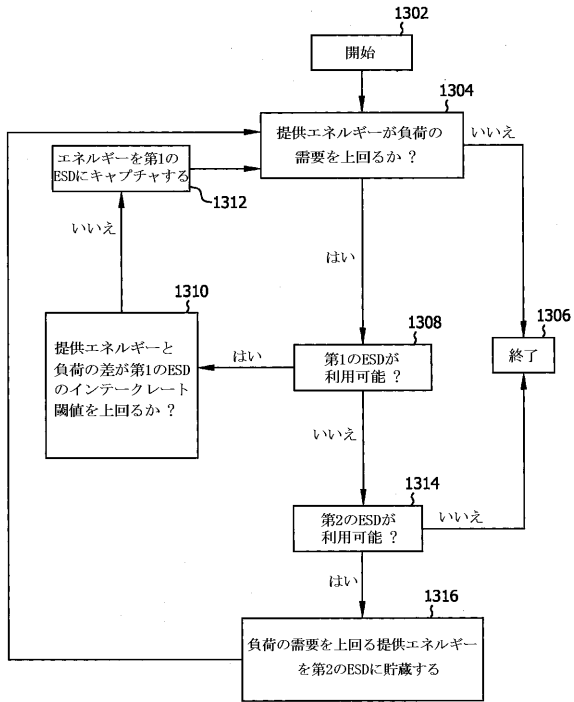 1302
開始
1304
提供エネルギーが負荷の
需要を上回るか？
いいえ
エネルギーを第1の
ESDにキャプチャする
1312
いいえ
はい
1310
提供エネルギーと
負荷の差が第1のESD
のインテークレート
閾値を上回るか？
はい
1308
第1のESDが
利用可能？
1306
終了
いいえ
1314
第2のESDが
利用可能？
いいえ
はい
1316
負荷の需要を上回る提供エネルギー
を第2のESDに貯蔵する